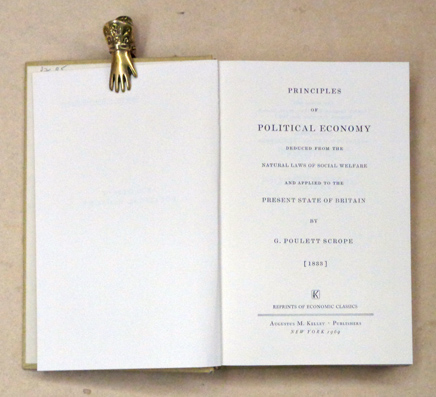 PRINCIPLES
OF
POLITICAL ECONOMY
DEDUCED FROM THE
NATURAL LAWS OF SOCIAL WELFARE
AND APPLIED TO THE
PRESENT STATE OF BRITAIN
BY
G. POULETT SCROPE
[1833]
K
REPRINTS OF ECONOMIC CLASSICS
AUGUSTUS M. KELLEY · PUBLISHERS
NEW YORK 1969